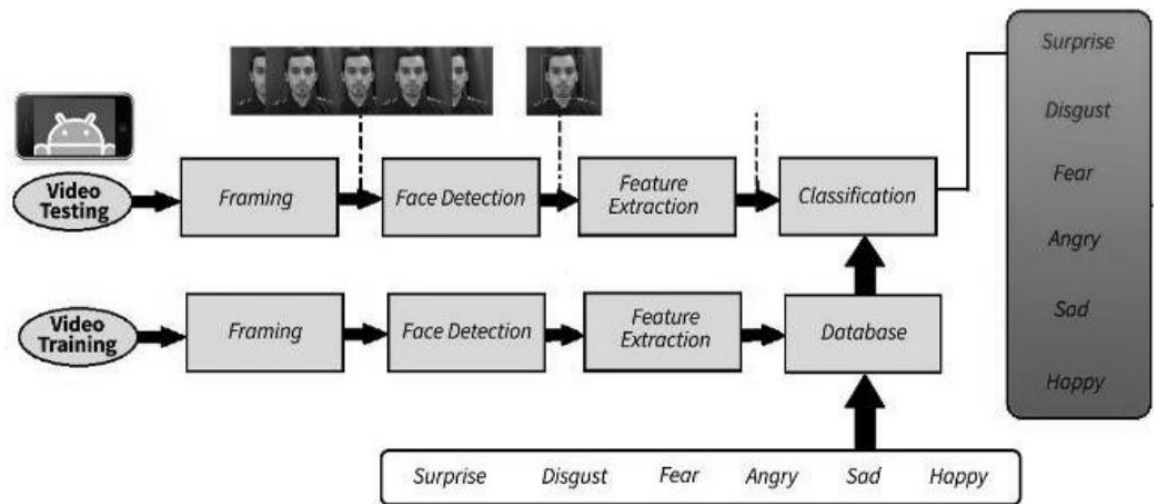 Surprise
Disgust
Fear
Angry
Sad
Happy
Video
Testing
Framing
Face Detection
Feature
Extraction
Classification
Video
Training
Framing
Face Detection
Feature
Extraction
Database
Surprise Disgust Fear Angry Sad Happy